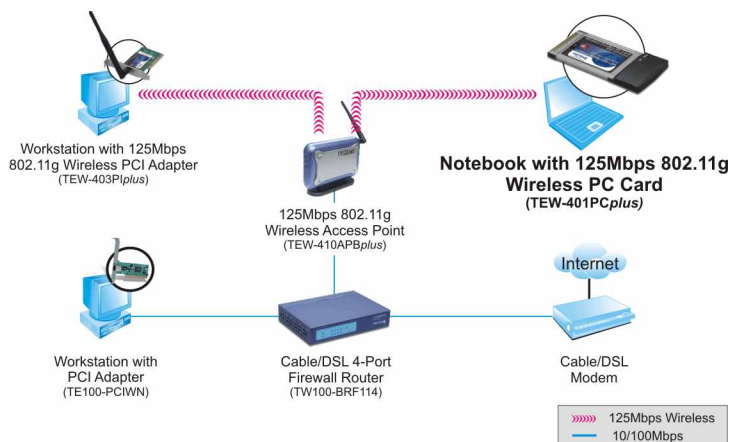 Workstation with 125Mbps
802.11g Wireless PCI Adapter
(TEW-403PIplus)
Notebook with 125Mbps 802.11g
Wireless PC Card
(TEW-401PCplus)
125Mbps 802.11g
Wireless Access Point
(TEW-410APBplus)
Internet
Workstation with
PCI Adapter
(TE100-PCIWN)
Cable/DSL 4-Port
Firewall Router
(TW100-BRF114)
Cable/DSL
Modem
125Mbps Wireless
10/100Mbps